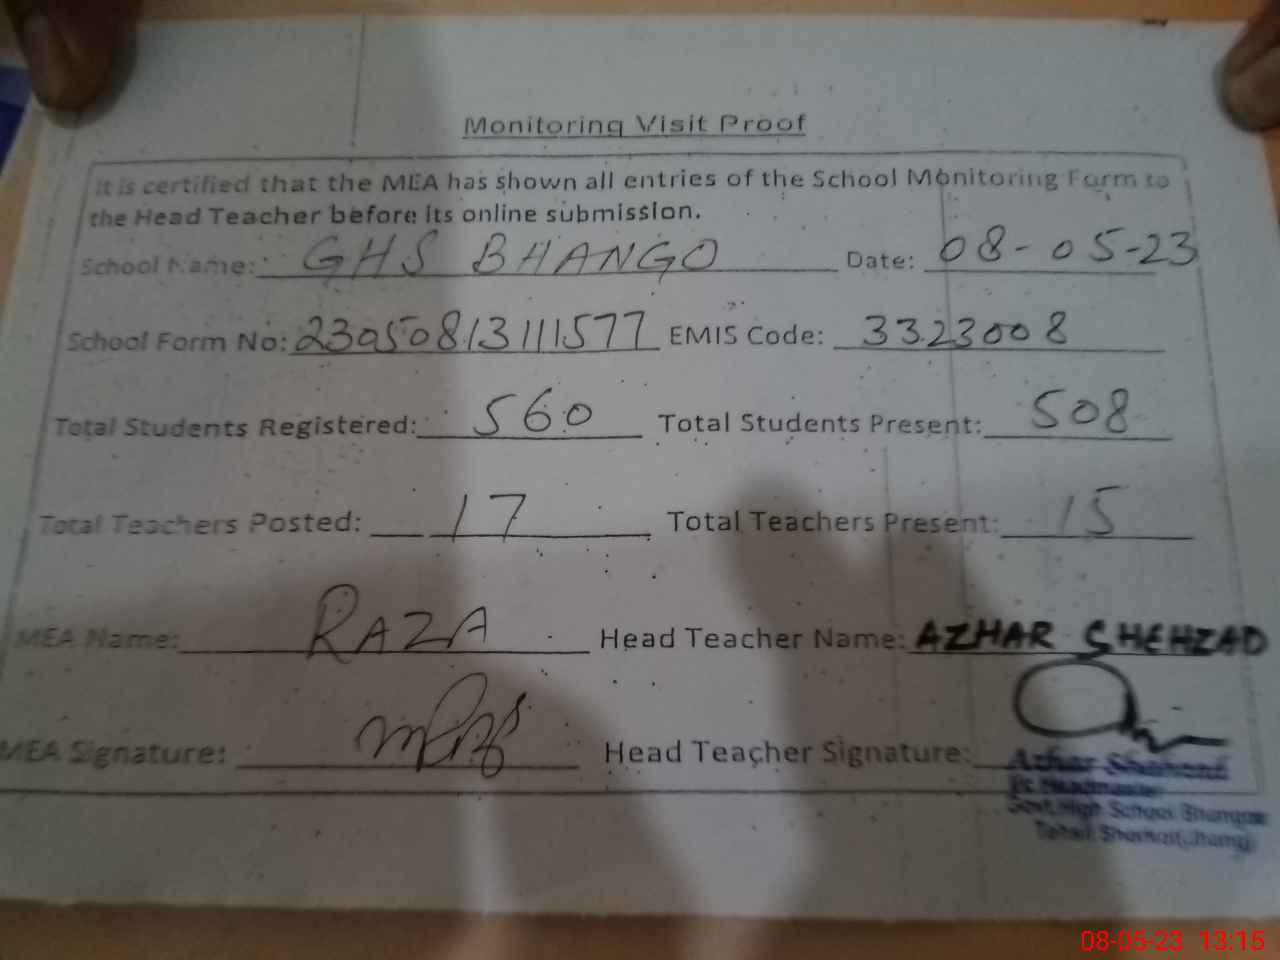 Monitoring Visit Proof
It is certified that the MEA has shown all entries of the School Monitoring Form to
the Head Teacher before its online submission.
School Name: GHS BHANGO Date: 08-05-23
School Form No: 23050813111577 EMIS Code: 3323008
Total Students Registered: 560 Total Students Present: 508
Total Teachers Posted: 17 Total Teachers Present: 15
MEA Name: RAZA Head Teacher Name: AZHAR SHEHZAD
MEA Signature: Head Teacher Signature:
Azhar
Headmaster
Govt. High School
08-05-23 13:15